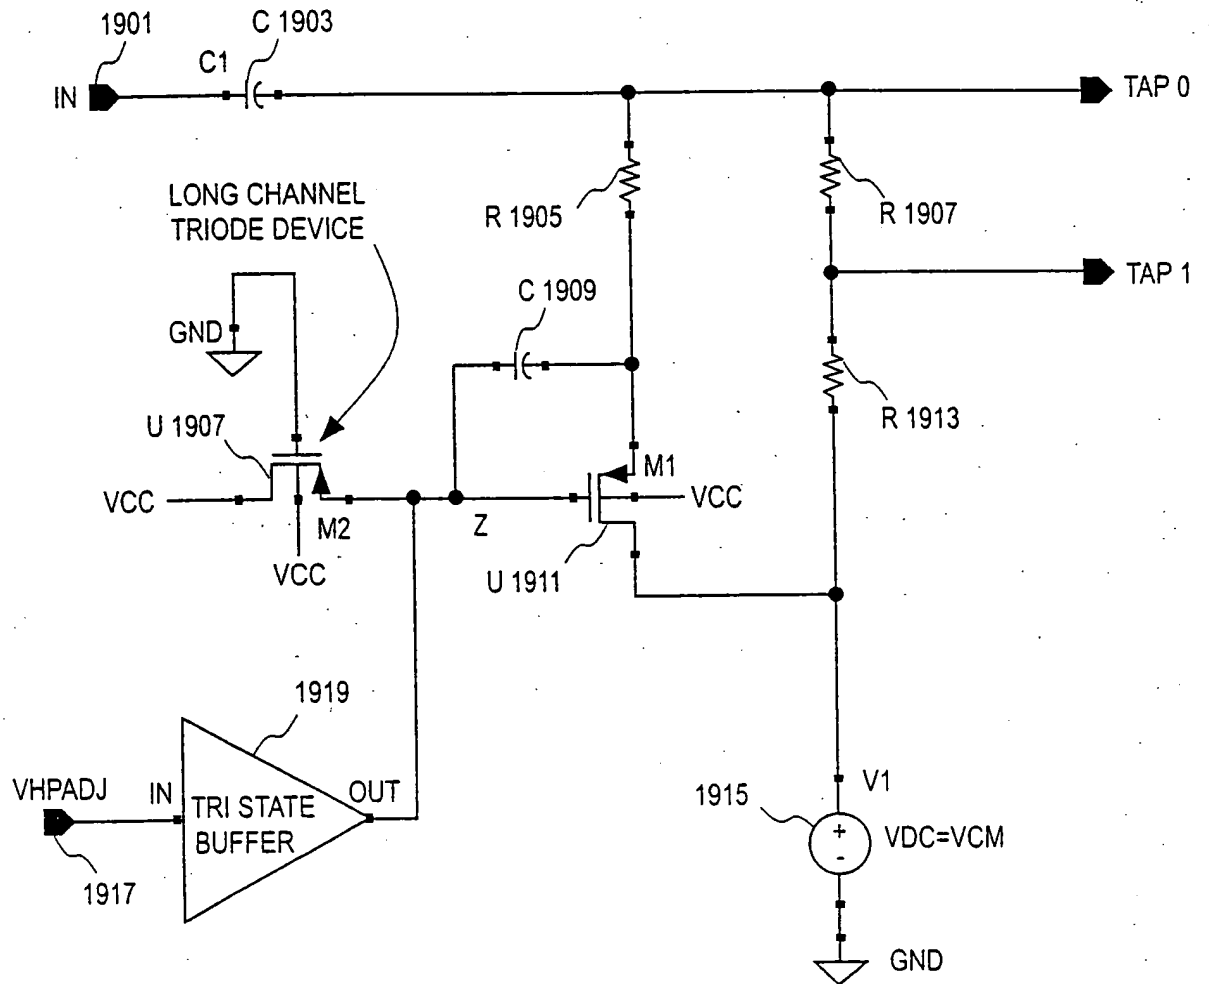 1901
C 1903
C1
IN
TAP 0
LONG CHANNEL
TRIODE DEVICE
R 1905
R 1907
TAP 1
C 1909
GND
R 1913
U 1907
M1
VCC
VCC
M2
Z
VCC
U 1911
1919
VHPADJ
IN
OUT
TRI STATE
BUFFER
1917
V1
1915
+
-
VDC=VCM
GND